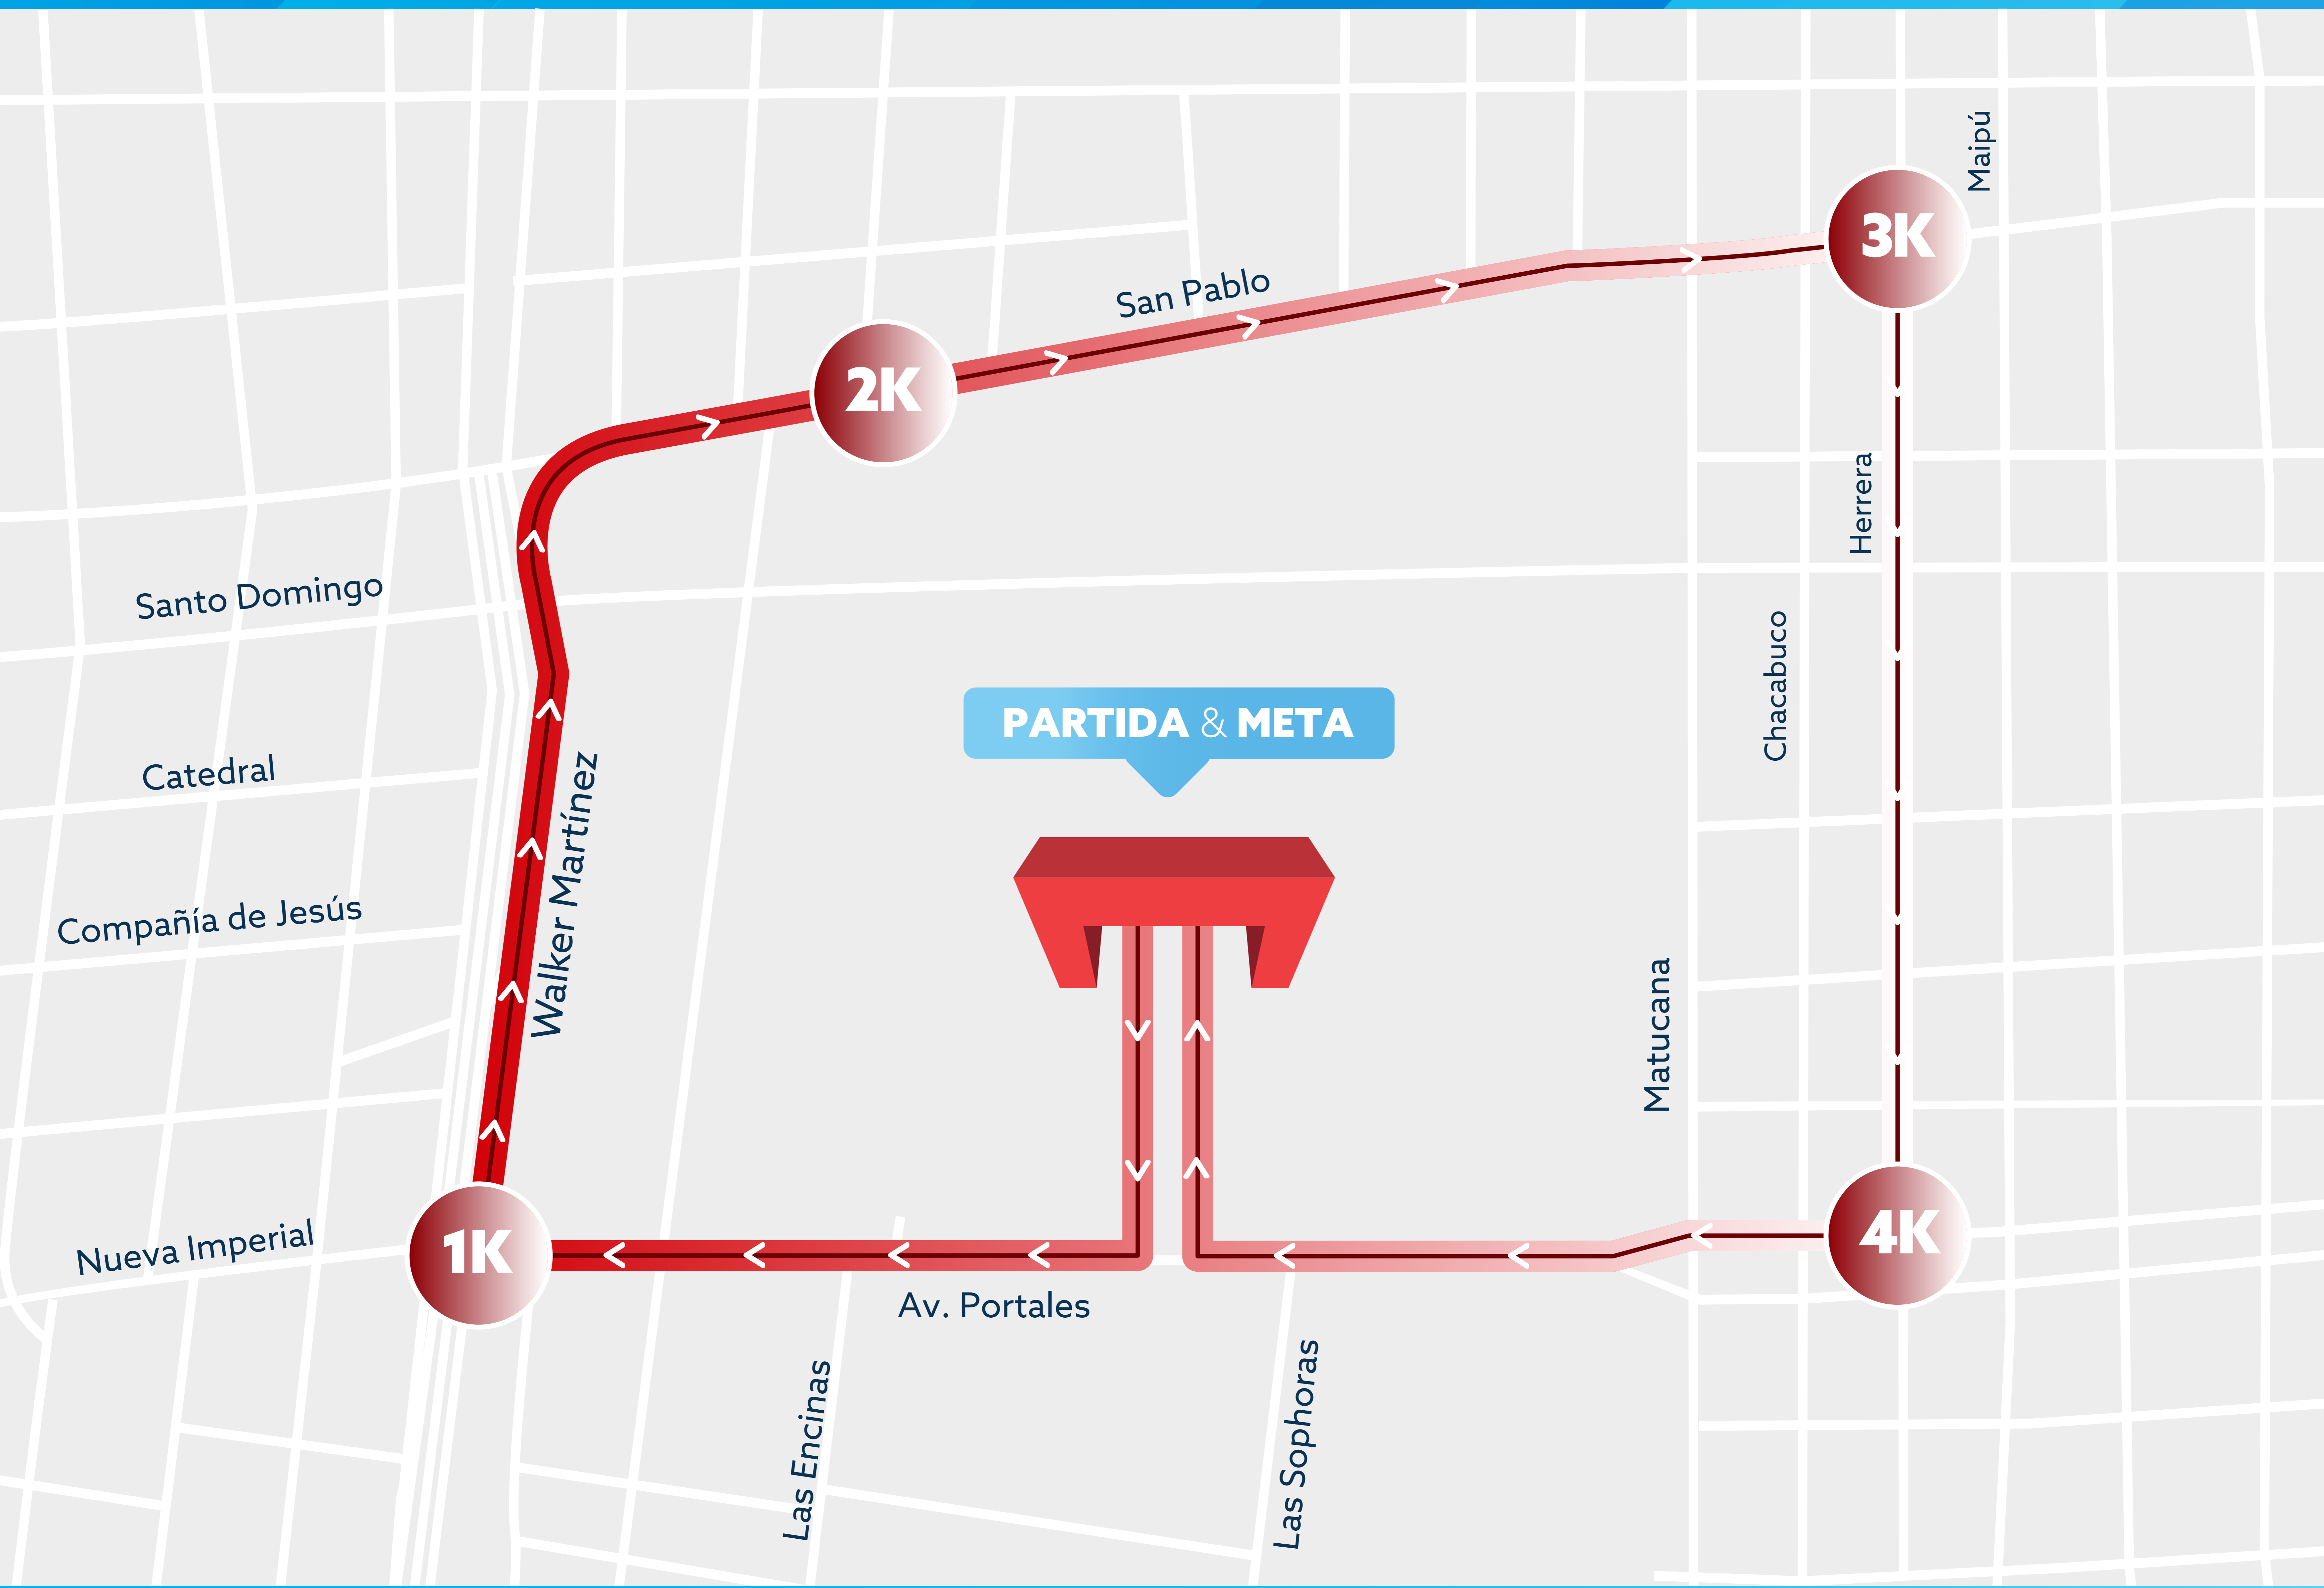 Maipú
3K
San Pablo
2K
Herrera
Santo Domingo
Chacabuco
PARTIDA & META
Catedral
Walker Martínez
Compañía de Jesús
Matucana
4K
Nueva Imperial
1K
Av. Portales
Las Encinas
Las Sophoras